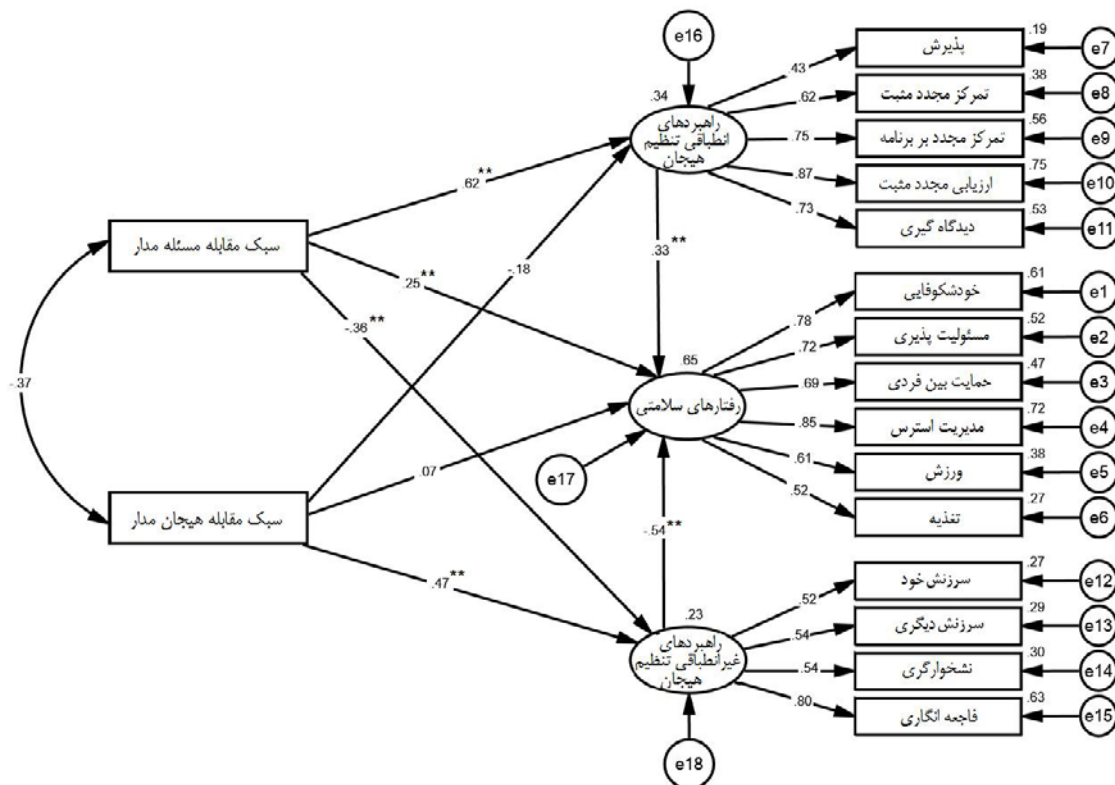 e16
.34
راهبردهای
انطباقی تنظیم
هیجان
.43
پذیرش
.19
e7
.62
تمرکز مجدد مثبت
.38
e8
.75
تمرکز مجدد بر برنامه
.56
e9
.87
ارزیابی مجدد مثبت
.75
e10
.73
دیدگاه گیری
.53
e11
سبک مقابله مسئله مدار
.62**
.25**
-.36**
-.18
.33**
-.37
سبک مقابله هیجان مدار
.07
.47**
.65
رفتارهای سلامتی
e17
-.54**
.78
خودشکوفایی
.61
e1
.72
مسئولیت پذیری
.52
e2
.69
حمایت بین فردی
.47
e3
.85
مدیریت استرس
.72
e4
.61
ورزش
.38
e5
.52
تغذیه
.27
e6
.23
راهبردهای
غیرانطباقی تنظیم
هیجان
e18
.52
سرزنش خود
.27
e12
.54
سرزنش دیگری
.29
e13
.54
نشخوارگری
.30
e14
.80
فاجعه انگاری
.63
e15